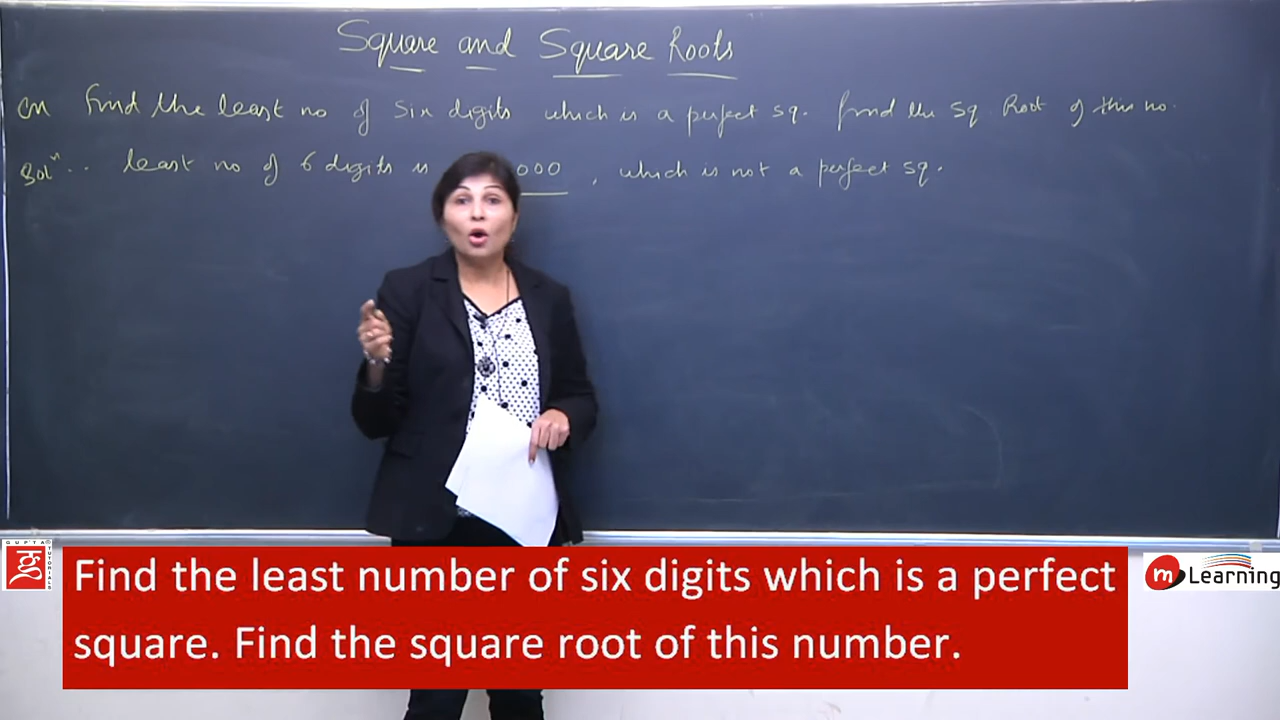 Square and Square Roots
Qn Find the least no of six digits which is a perfect sq. find the sq. Root of this no.
Solⁿ.. least no of 6 digits is 000, which is not a perfect sq.
GUPTA TUTORIALS
Find the least number of six digits which is a perfect
square. Find the square root of this number.
m Learning